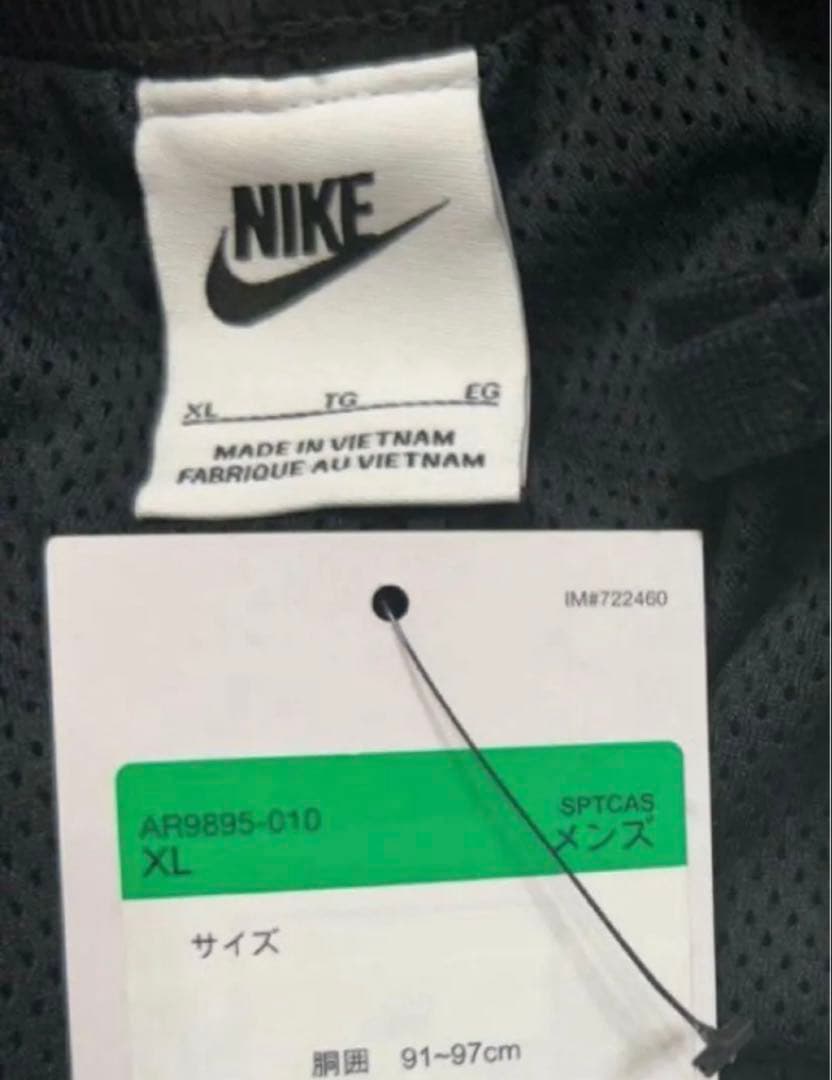 NIKE
XL TG EG
MADE IN VIETNAM
FABRIQUE AU VIETNAM
IM#722460
AR9895-010
XL
SPTCAS
メンズ
サイズ
胴囲 91~97cm